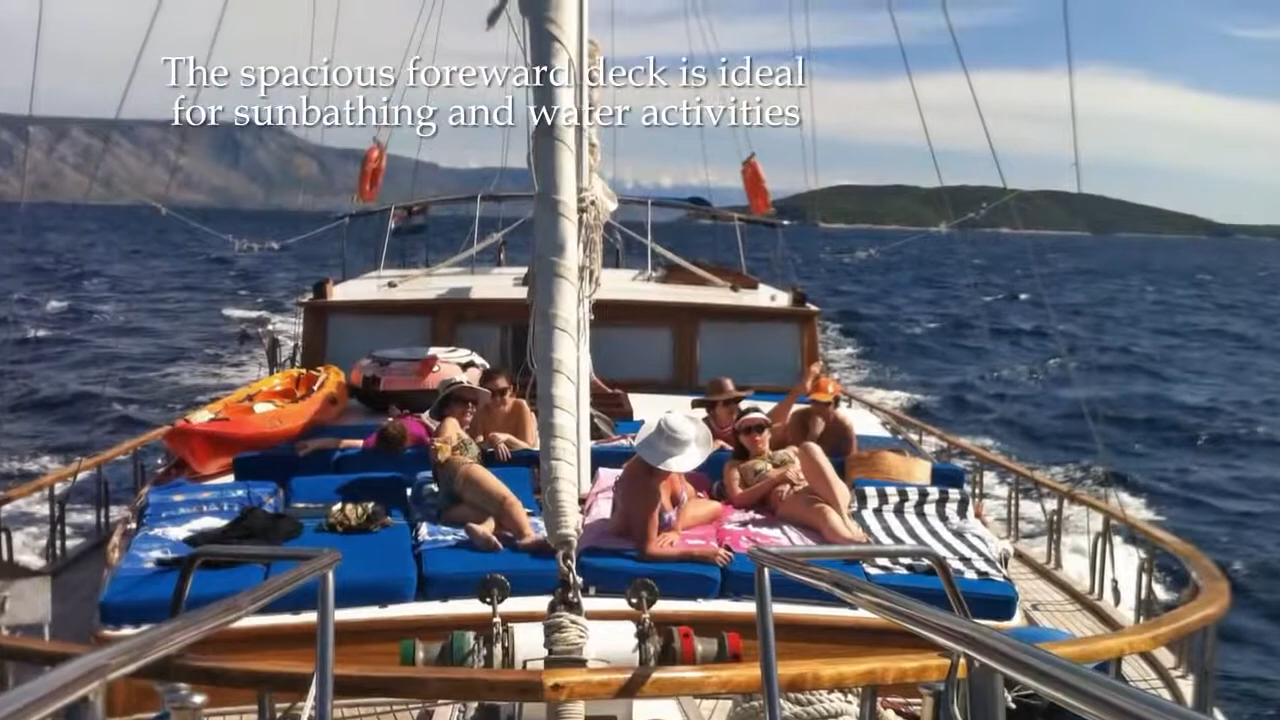 The spacious foreward deck is ideal
for sunbathing and water activities